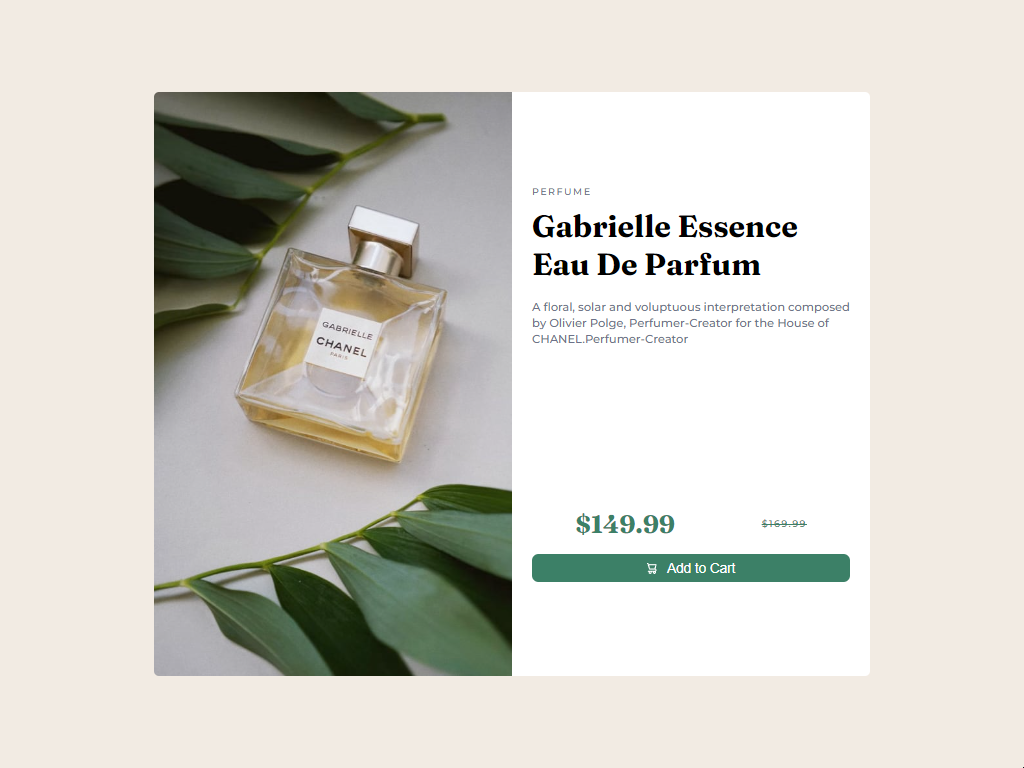 GABRIELLE
CHANEL
PARIS
PERFUME
Gabrielle Essence
Eau De Parfum
A floral, solar and voluptuous interpretation composed
by Olivier Polge, Perfumer-Creator for the House of
CHANEL.Perfumer-Creator
$149.99 $169.99
Add to Cart